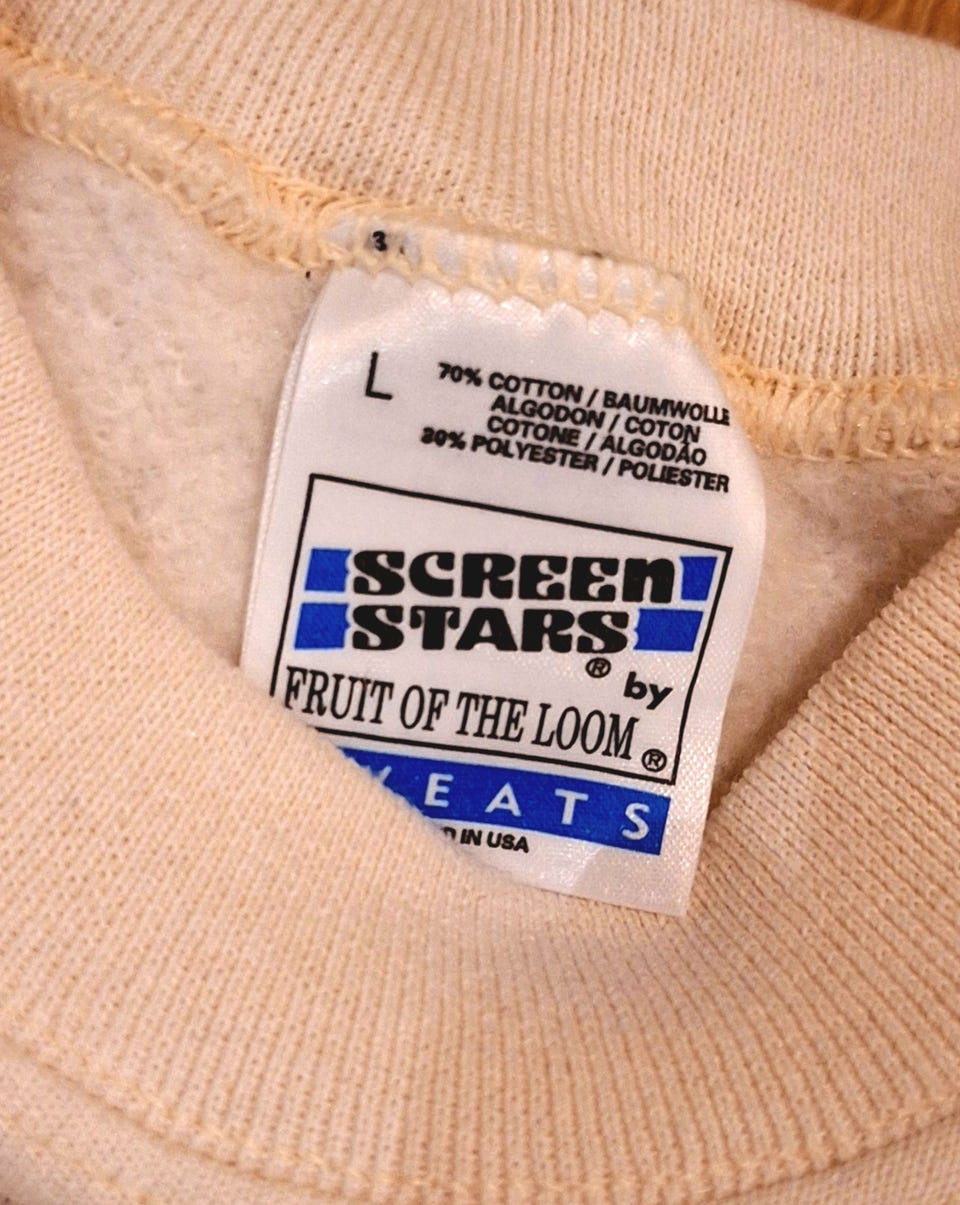 3
L
70% COTTON / BAUMWOLLE
ALGODON / COTON
COTONE / ALGODÃO
30% POLYESTER / POLIESTER
SCREEN
STARS®
by
FRUIT OF THE LOOM®
EATS
IN USA